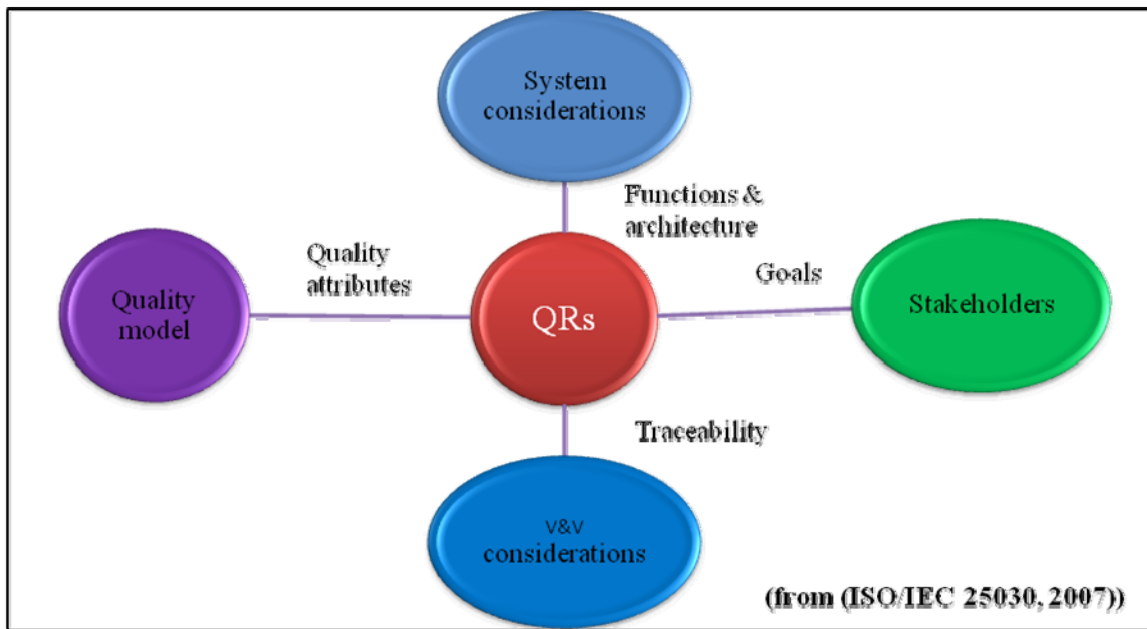 System
considerations
Functions &
architecture
Quality
attributes
Goals
Quality
model
QRs
Stakeholders
Traceability
V&V
considerations
(from (ISO/IEC 25030, 2007))